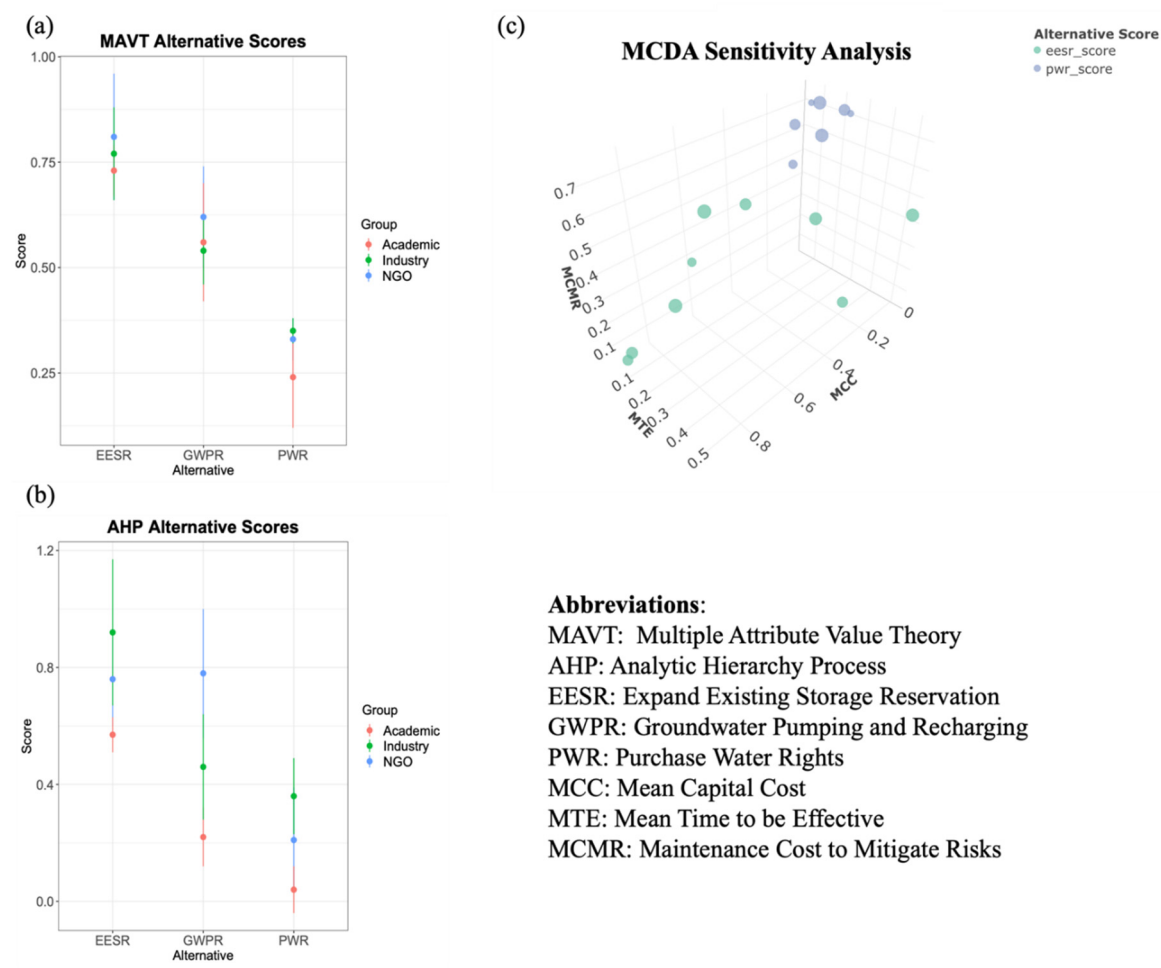 (a)
MAVT Alternative Scores
1.00
0.75
0.50
0.25
Score
EESR GWPR PWR
Alternative
Group
Academic
Industry
NGO
(b)
AHP Alternative Scores
1.2
0.8
0.4
0.0
Score
EESR GWPR PWR
Alternative
Group
Academic
Industry
NGO
(c)
MCDA Sensitivity Analysis
Alternative Score
eesr_score
pwr_score
0.7
0.6
0.5
0.4
0.3
0.2
0.1
MCMR
0.1
0.2
0.3
0.4
0.5
MTE
0
0.2
0.4
0.6
0.8
MCC
Abbreviations:
MAVT: Multiple Attribute Value Theory
AHP: Analytic Hierarchy Process
EESR: Expand Existing Storage Reservation
GWPR: Groundwater Pumping and Recharging
PWR: Purchase Water Rights
MCC: Mean Capital Cost
MTE: Mean Time to be Effective
MCMR: Maintenance Cost to Mitigate Risks